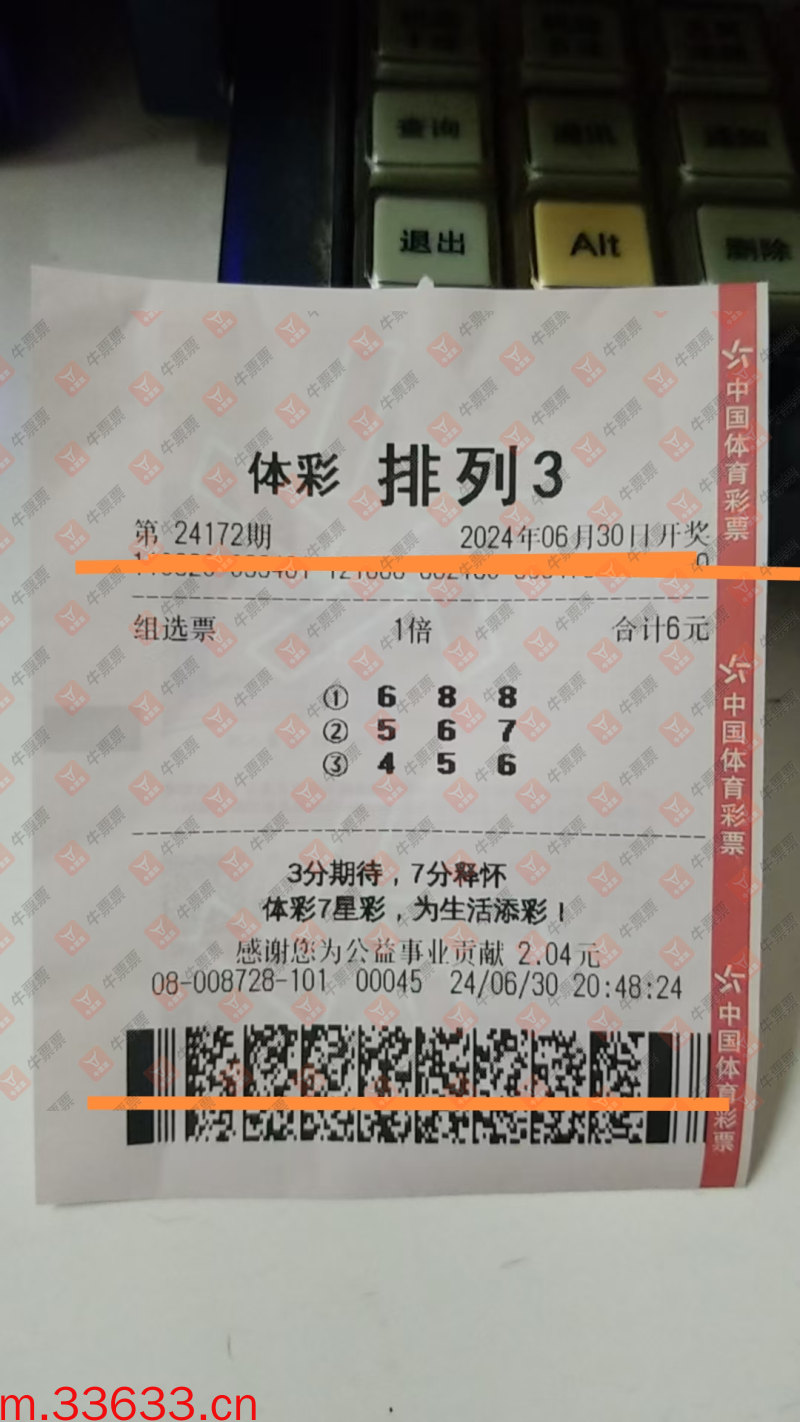 查询
退出
Alt
删除
体彩 排列3
第 24172期 2024年06月30日开奖
组选票 1倍 合计6元
① 6 8 8
② 5 6 7
③ 4 5 6
3分期待，7分释怀
体彩7星彩，为生活添彩！
感谢您为公益事业贡献 2.04元
08-008728-101 00045 24/06/30 20:48:24
中国体育彩票
中国体育彩票
中国体育彩票
牛票票
m.33633.cn